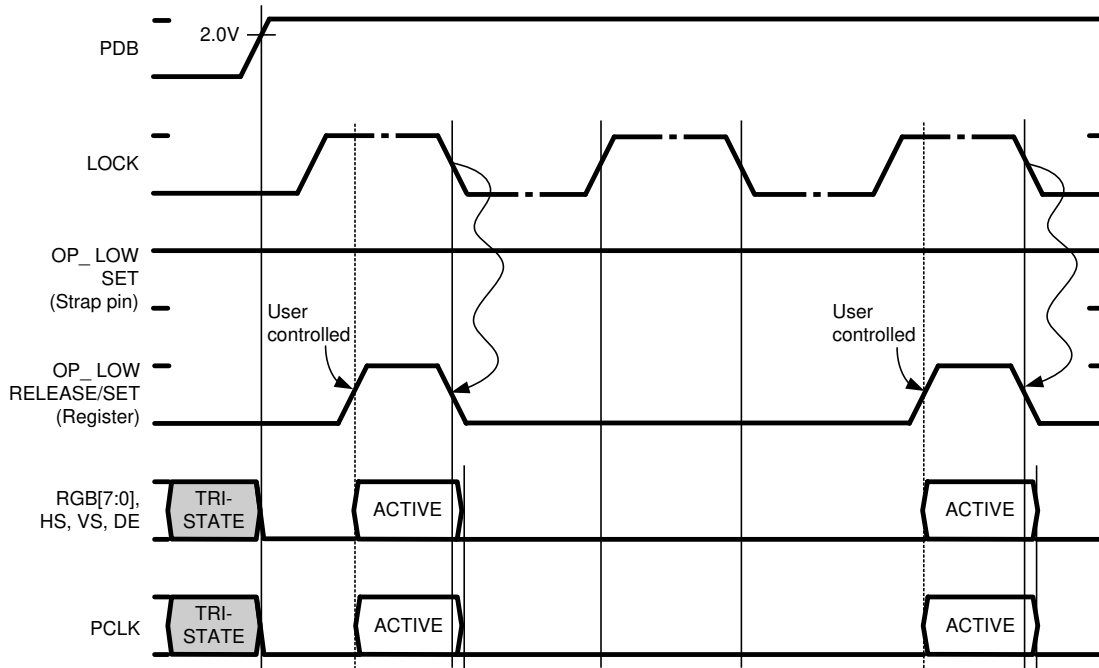 2.0V
PDB
LOCK
OP_ LOW
SET
(Strap pin)
User
controlled
User
controlled
OP_ LOW
RELEASE/SET
(Register)
RGB[7:0],
HS, VS, DE
TRI-
STATE
ACTIVE
ACTIVE
PCLK
TRI-
STATE
ACTIVE
ACTIVE